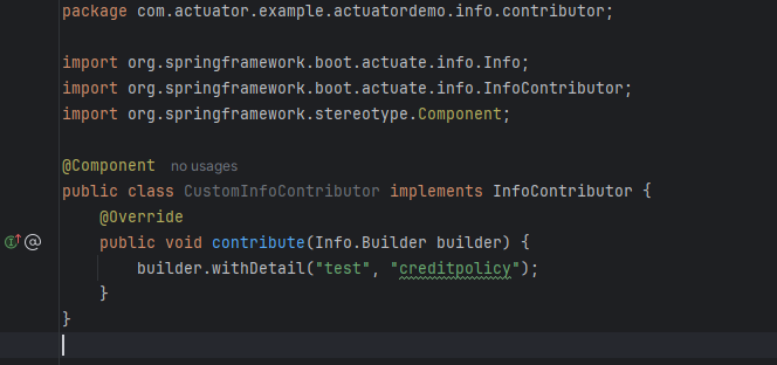 package com.actuator.example.actuatordemo.info.contributor;
import org.springframework.boot.actuate.info.Info;
import org.springframework.boot.actuate.info.InfoContributor;
import org.springframework.stereotype.Component;
@Component no usages
public class CustomInfoContributor implements InfoContributor {
@Override
public void contribute(Info.Builder builder) {
builder.withDetail("test", "creditpolicy");
}
}